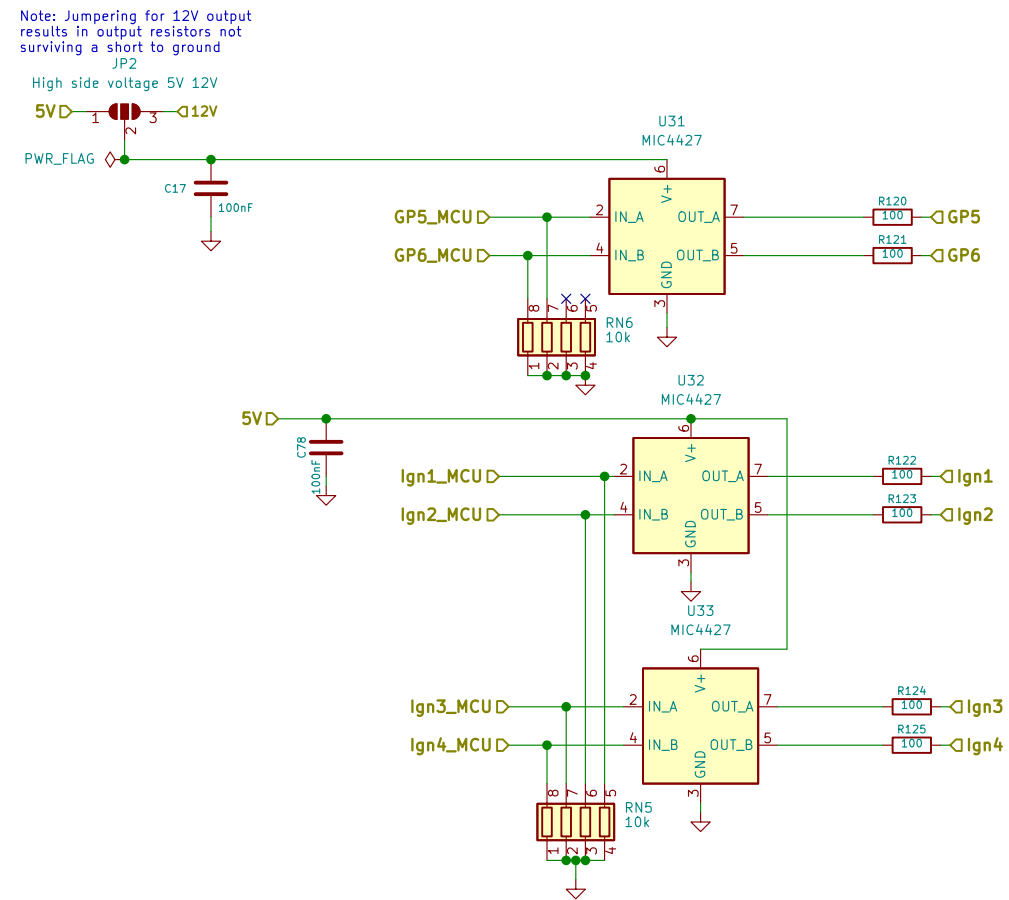 Note: Jumpering for 12V output
results in output resistors not
surviving a short to ground
JP2
High side voltage 5V 12V
5V
1
3
12V
2
PWR_FLAG
C17
100nF
U31
MIC4427
6
V+
GP5_MCU
2
IN_A
OUT_A
7
R120
100
GP5
GP6_MCU
4
IN_B
OUT_B
5
R121
100
GP6
GND
3
8
7
6
5
RN6
10k
1
2
3
4
U32
MIC4427
5V
6
V+
C78
100nF
Ign1_MCU
2
IN_A
OUT_A
7
R122
100
Ign1
Ign2_MCU
4
IN_B
OUT_B
5
R123
100
Ign2
GND
3
U33
MIC4427
6
V+
Ign3_MCU
2
IN_A
OUT_A
7
R124
100
Ign3
Ign4_MCU
4
IN_B
OUT_B
5
R125
100
Ign4
GND
3
8
7
6
5
RN5
10k
1
2
3
4